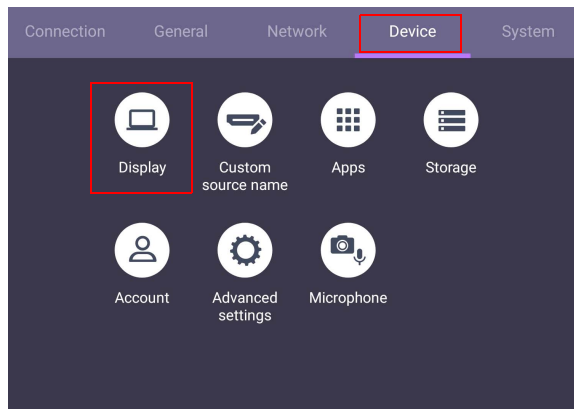 Connection General Network Device System
Display Custom source name Apps Storage
Account Advanced settings Microphone